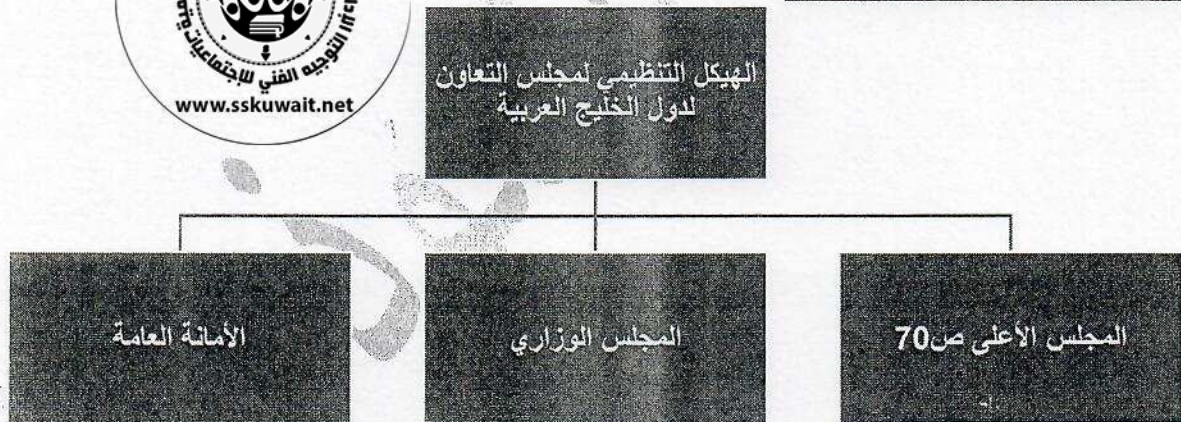 التوجيه الفني للإجتماعيات
www.sskuwait.net
الهيكل التنظيمي لمجلس التعاون
لدول الخليج العربية
المجلس الأعلى ص70
المجلس الوزاري
الأمانة العامة